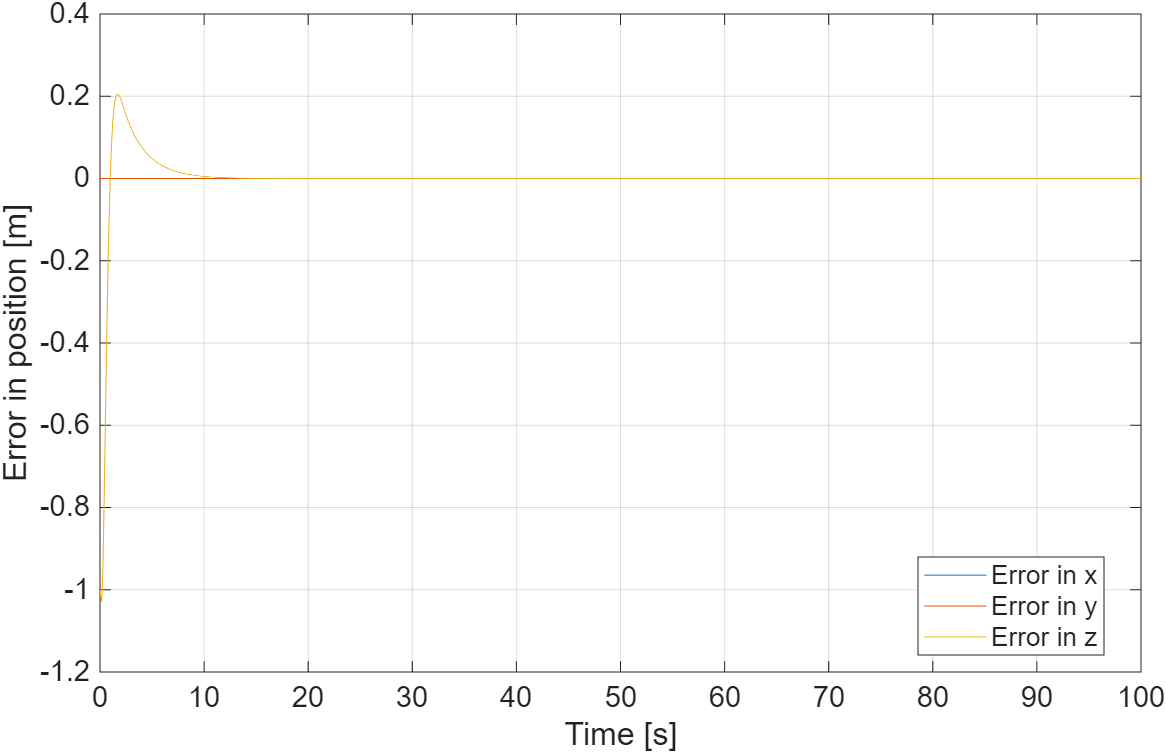 0.4
0.2
0
-0.2
-0.4
-0.6
-0.8
-1
-1.2
Error in position [m]
0 10 20 30 40 50 60 70 80 90 100
Time [s]
Error in x
Error in y
Error in z